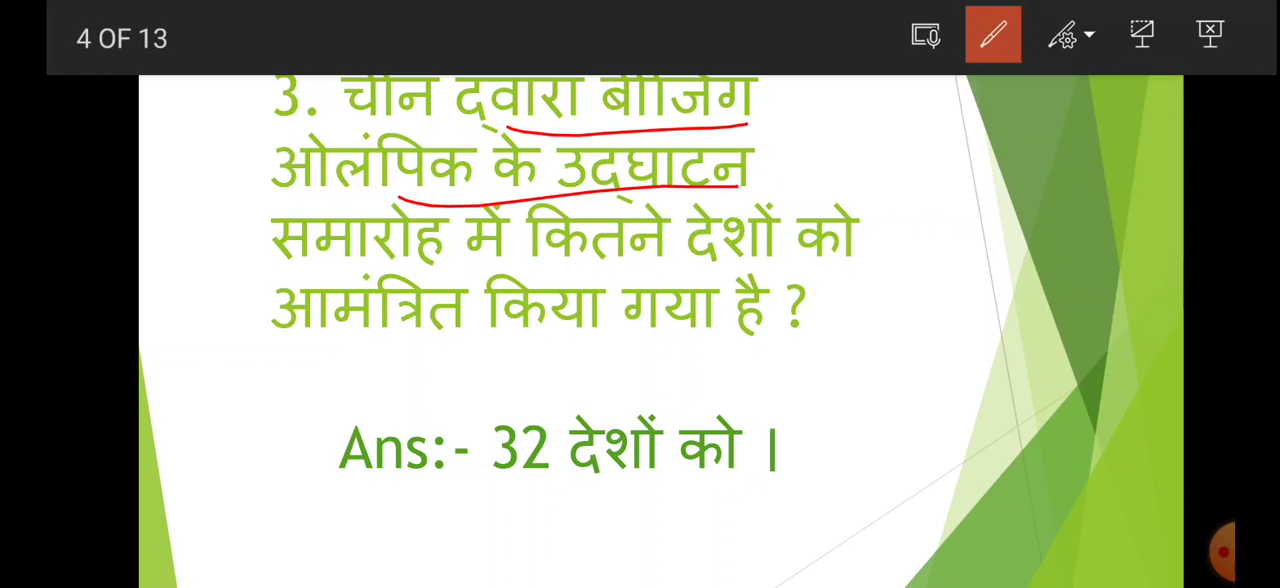 4 OF 13
3. चीन द्वारा बीजिंग
ओलंपिक के उद्घाटन
समारोह में कितने देशों को
आमंत्रित किया गया है ?
Ans:- 32 देशों को ।